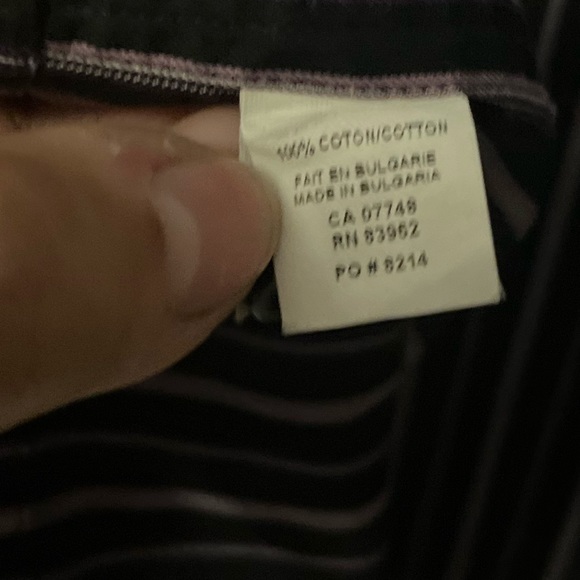 100% COTON/COTTON
FAIT EN BULGARIE
MADE IN BULGARIA
CA 07748
RN 83962
PO # 8214